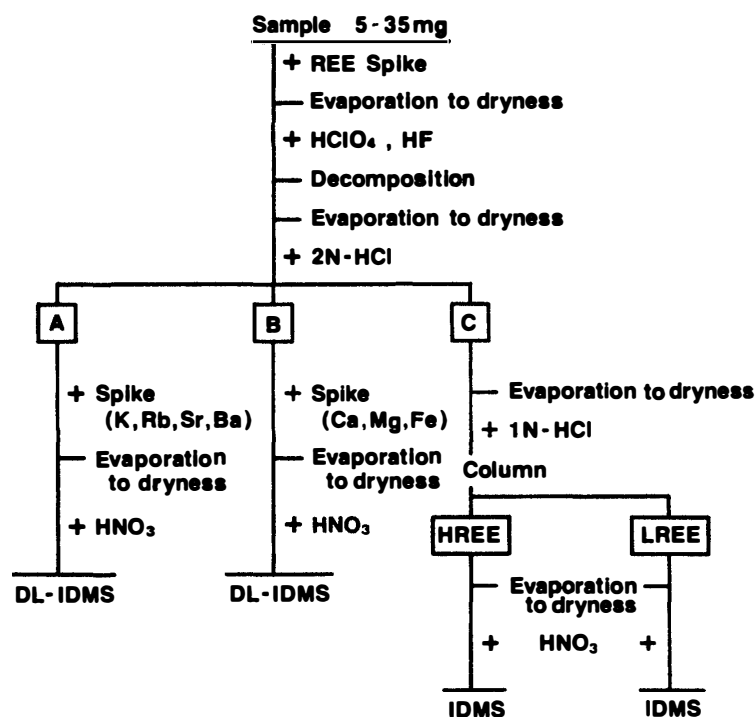 Sample 5-35mg
+ REE Spike
Evaporation to dryness
+ HClO₄ , HF
Decomposition
Evaporation to dryness
+ 2N-HCl
A
B
C
+ Spike
(K,Rb,Sr,Ba)
Evaporation
to dryness
+ HNO₃
DL-IDMS
+ Spike
(Ca,Mg,Fe)
Evaporation
to dryness
+ HNO₃
DL-IDMS
Evaporation to dryness
+ 1N-HCl
Column
HREE
LREE
Evaporation
to dryness
+ HNO₃ +
IDMS
IDMS